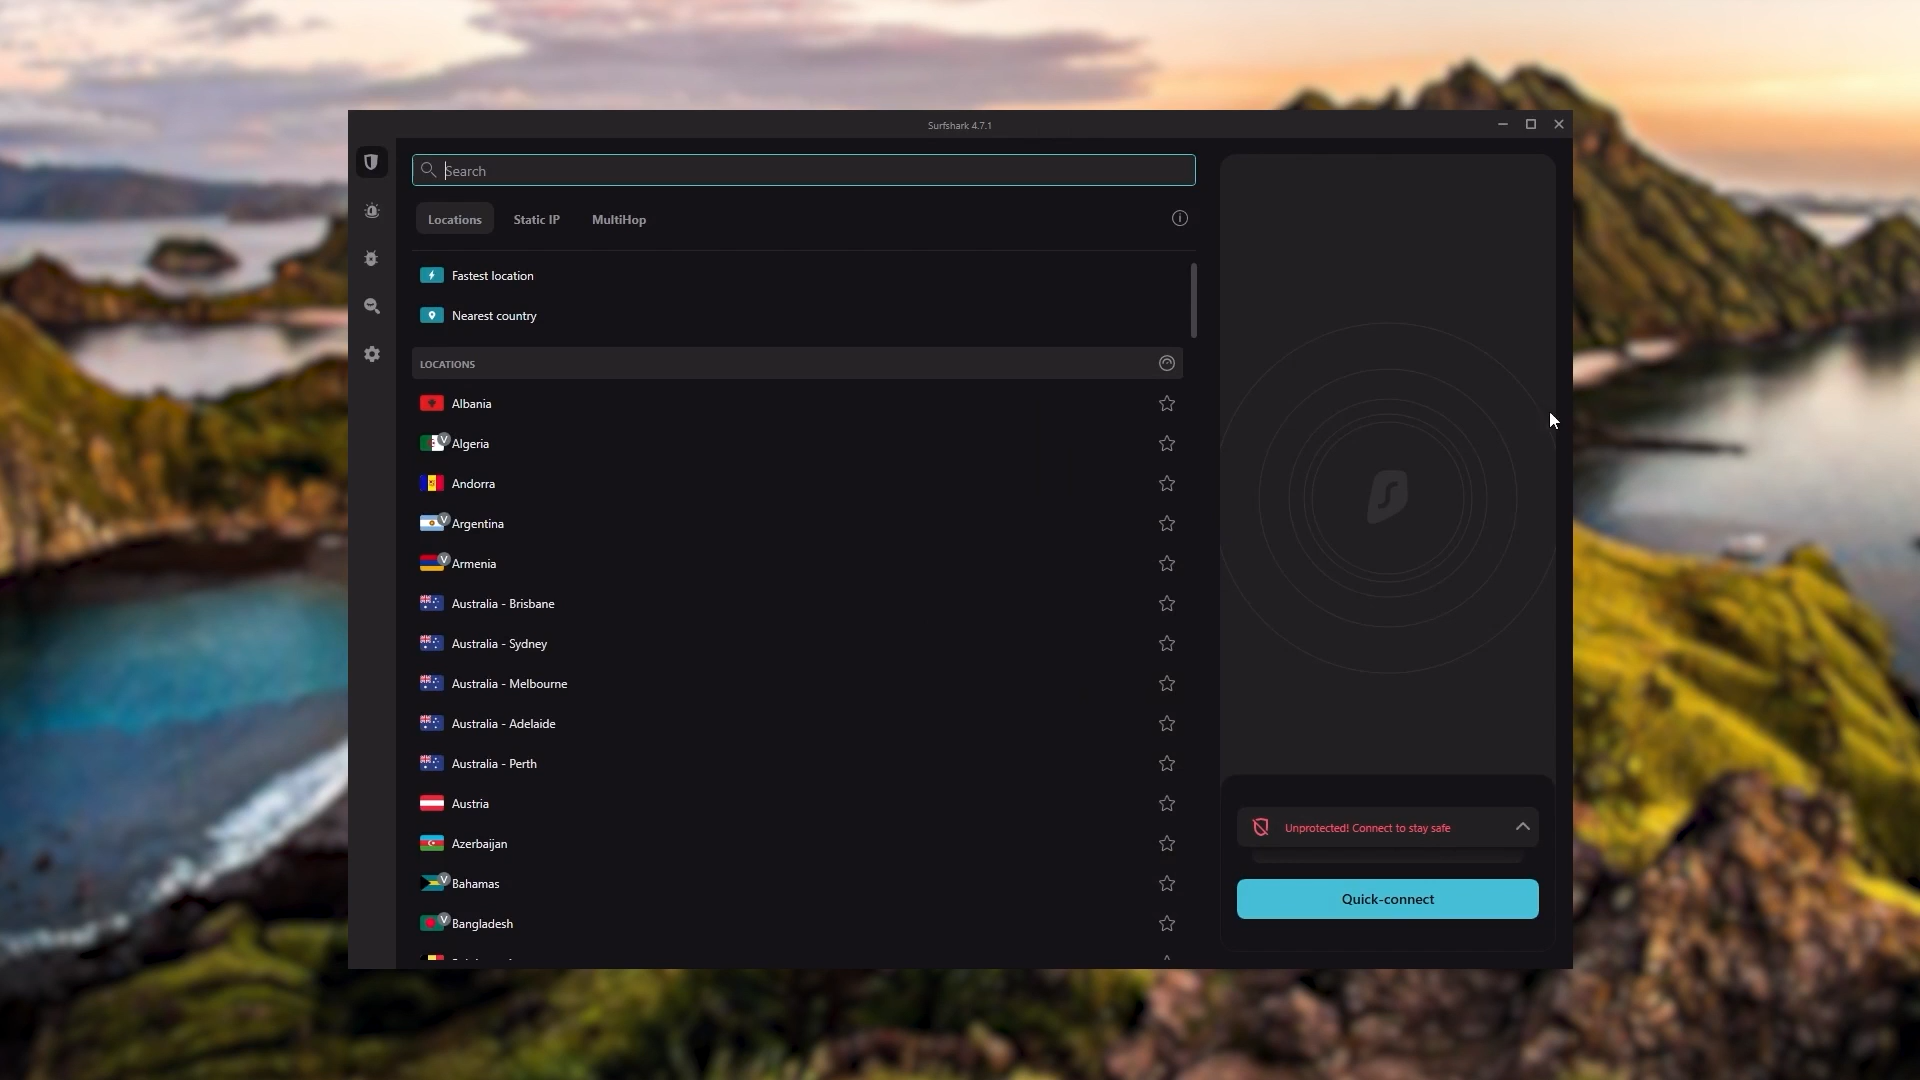 Surfshark 4.7.1
Search
Locations
Static IP
MultiHop
Fastest location
Nearest country
LOCATIONS
Albania
V
Algeria
Andorra
V
Argentina
V
Armenia
Australia - Brisbane
Australia - Sydney
Australia - Melbourne
Australia - Adelaide
Australia - Perth
Austria
Azerbaijan
V
Bahamas
V
Bangladesh
Unprotected! Connect to stay safe
Quick-connect